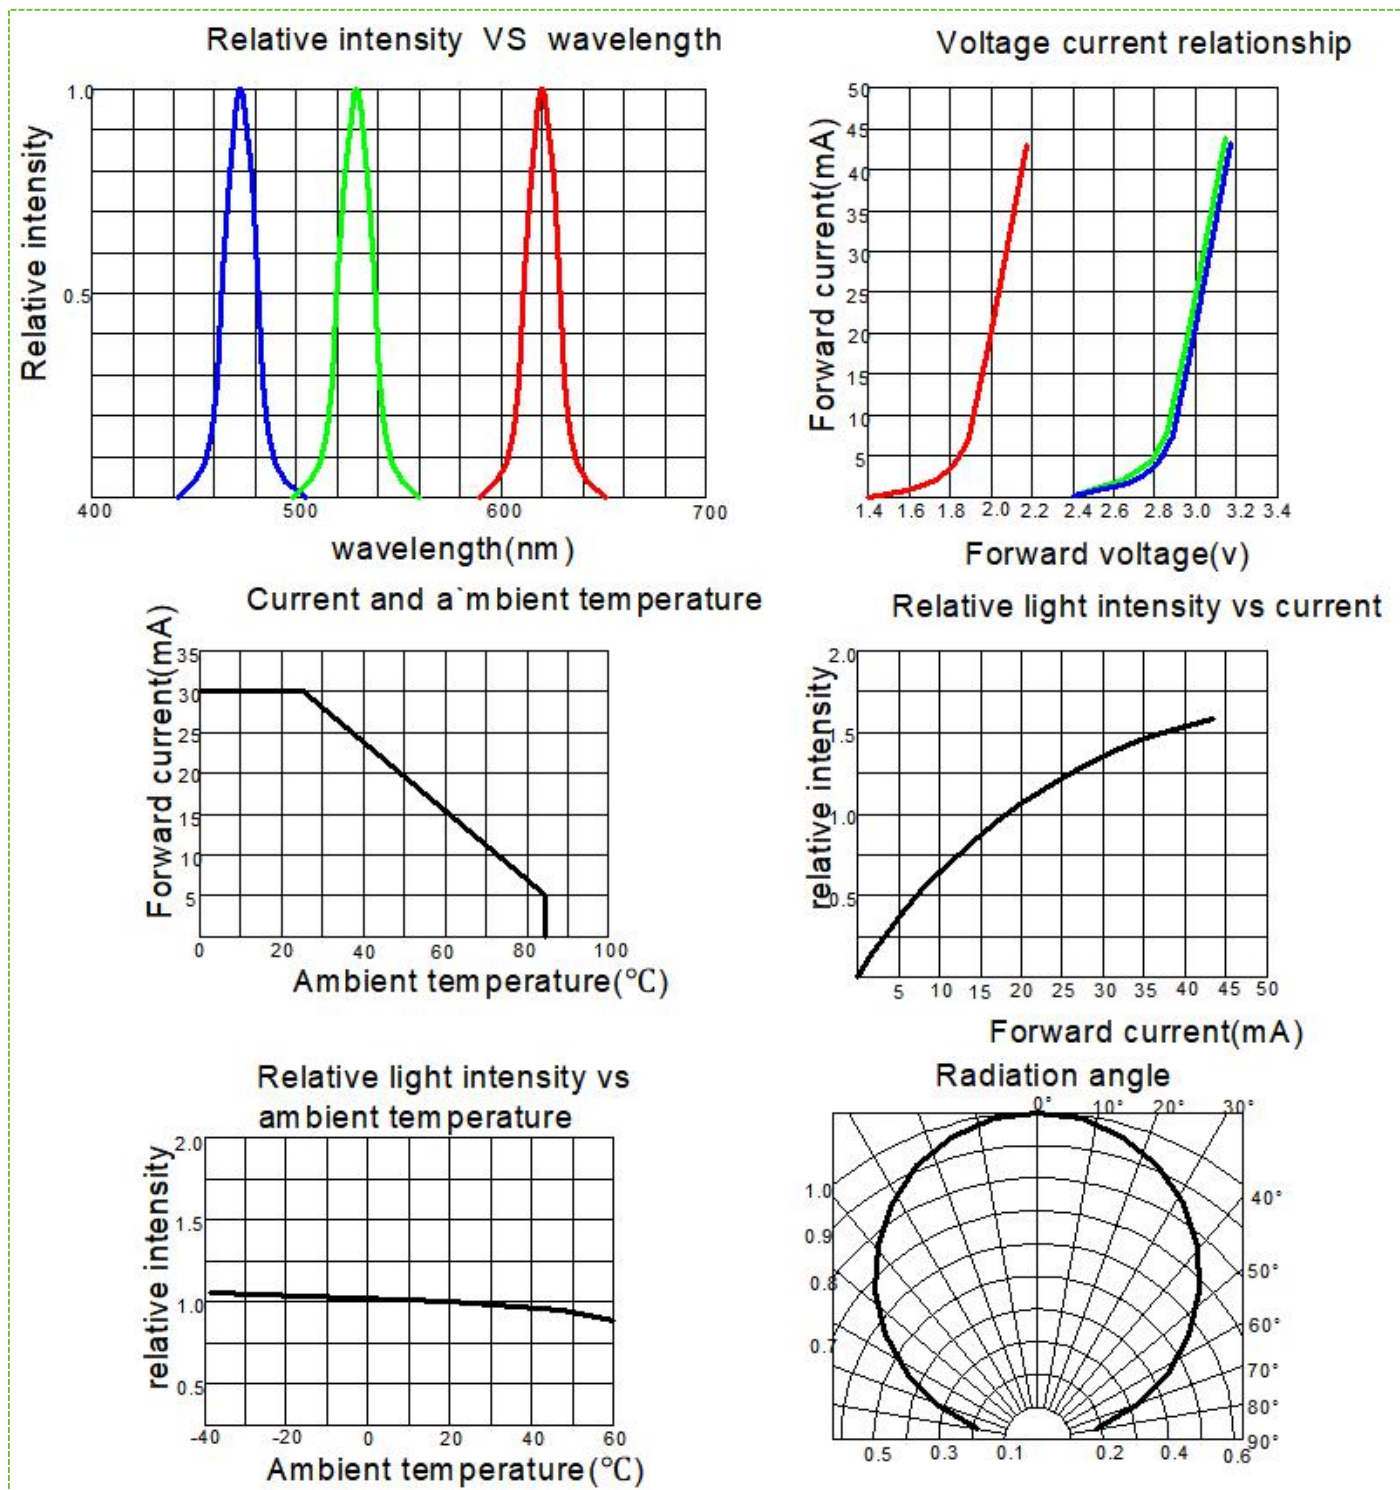 Relative intensity VS wavelength
Relative intensity
1.0
0.5
400 500 600 700
wavelength(nm)
Voltage current relationship
Forward current(mA)
50
45
40
35
30
25
20
15
10
5
1.4 1.6 1.8 2.0 2.2 2.4 2.6 2.8 3.0 3.2 3.4
Forward voltage(v)
Current and a`mbient temperature
Forward current(mA)
35
30
25
20
15
10
5
0 20 40 60 80 100
Ambient temperature(°C)
Relative light intensity vs current
relative intensity
2.0
1.5
1.0
0.5
5 10 15 20 25 30 35 40 45 50
Forward current(mA)
Relative light intensity vs
ambient temperature
relative intensity
2.0
1.5
1.0
0.5
-40 -20 0 20 40 60
Ambient temperature(°C)
Radiation angle
0° 10° 20° 30°
1.0 40°
0.9
0.8 50°
60°
0.7
70°
80°
90°
0.5 0.3 0.1 0.2 0.4 0.6